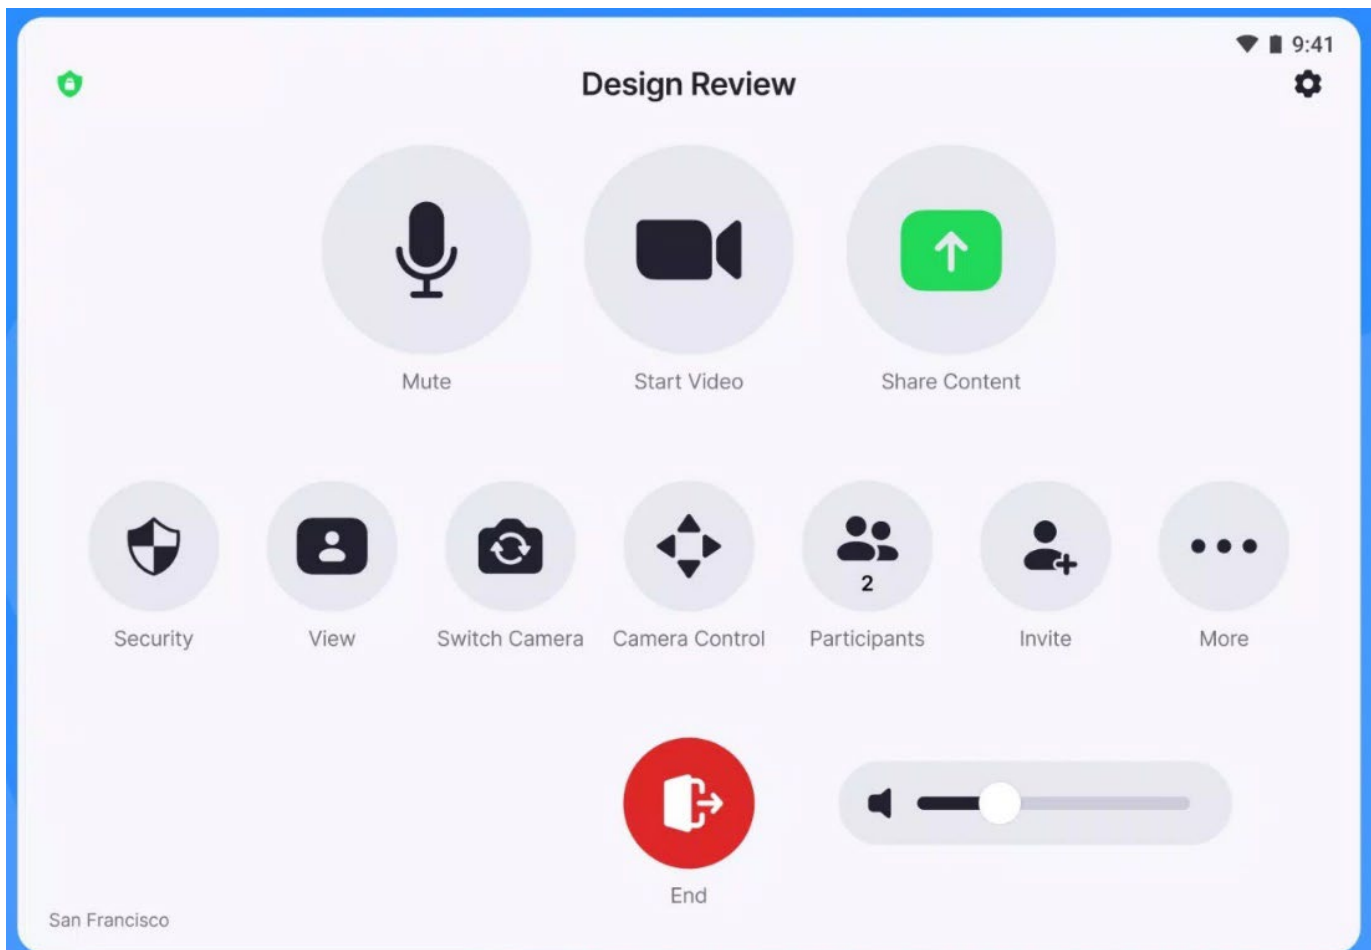 9:41
Design Review
Mute
Start Video
Share Content
2
Security
View
Switch Camera
Camera Control
Participants
Invite
More
End
San Francisco